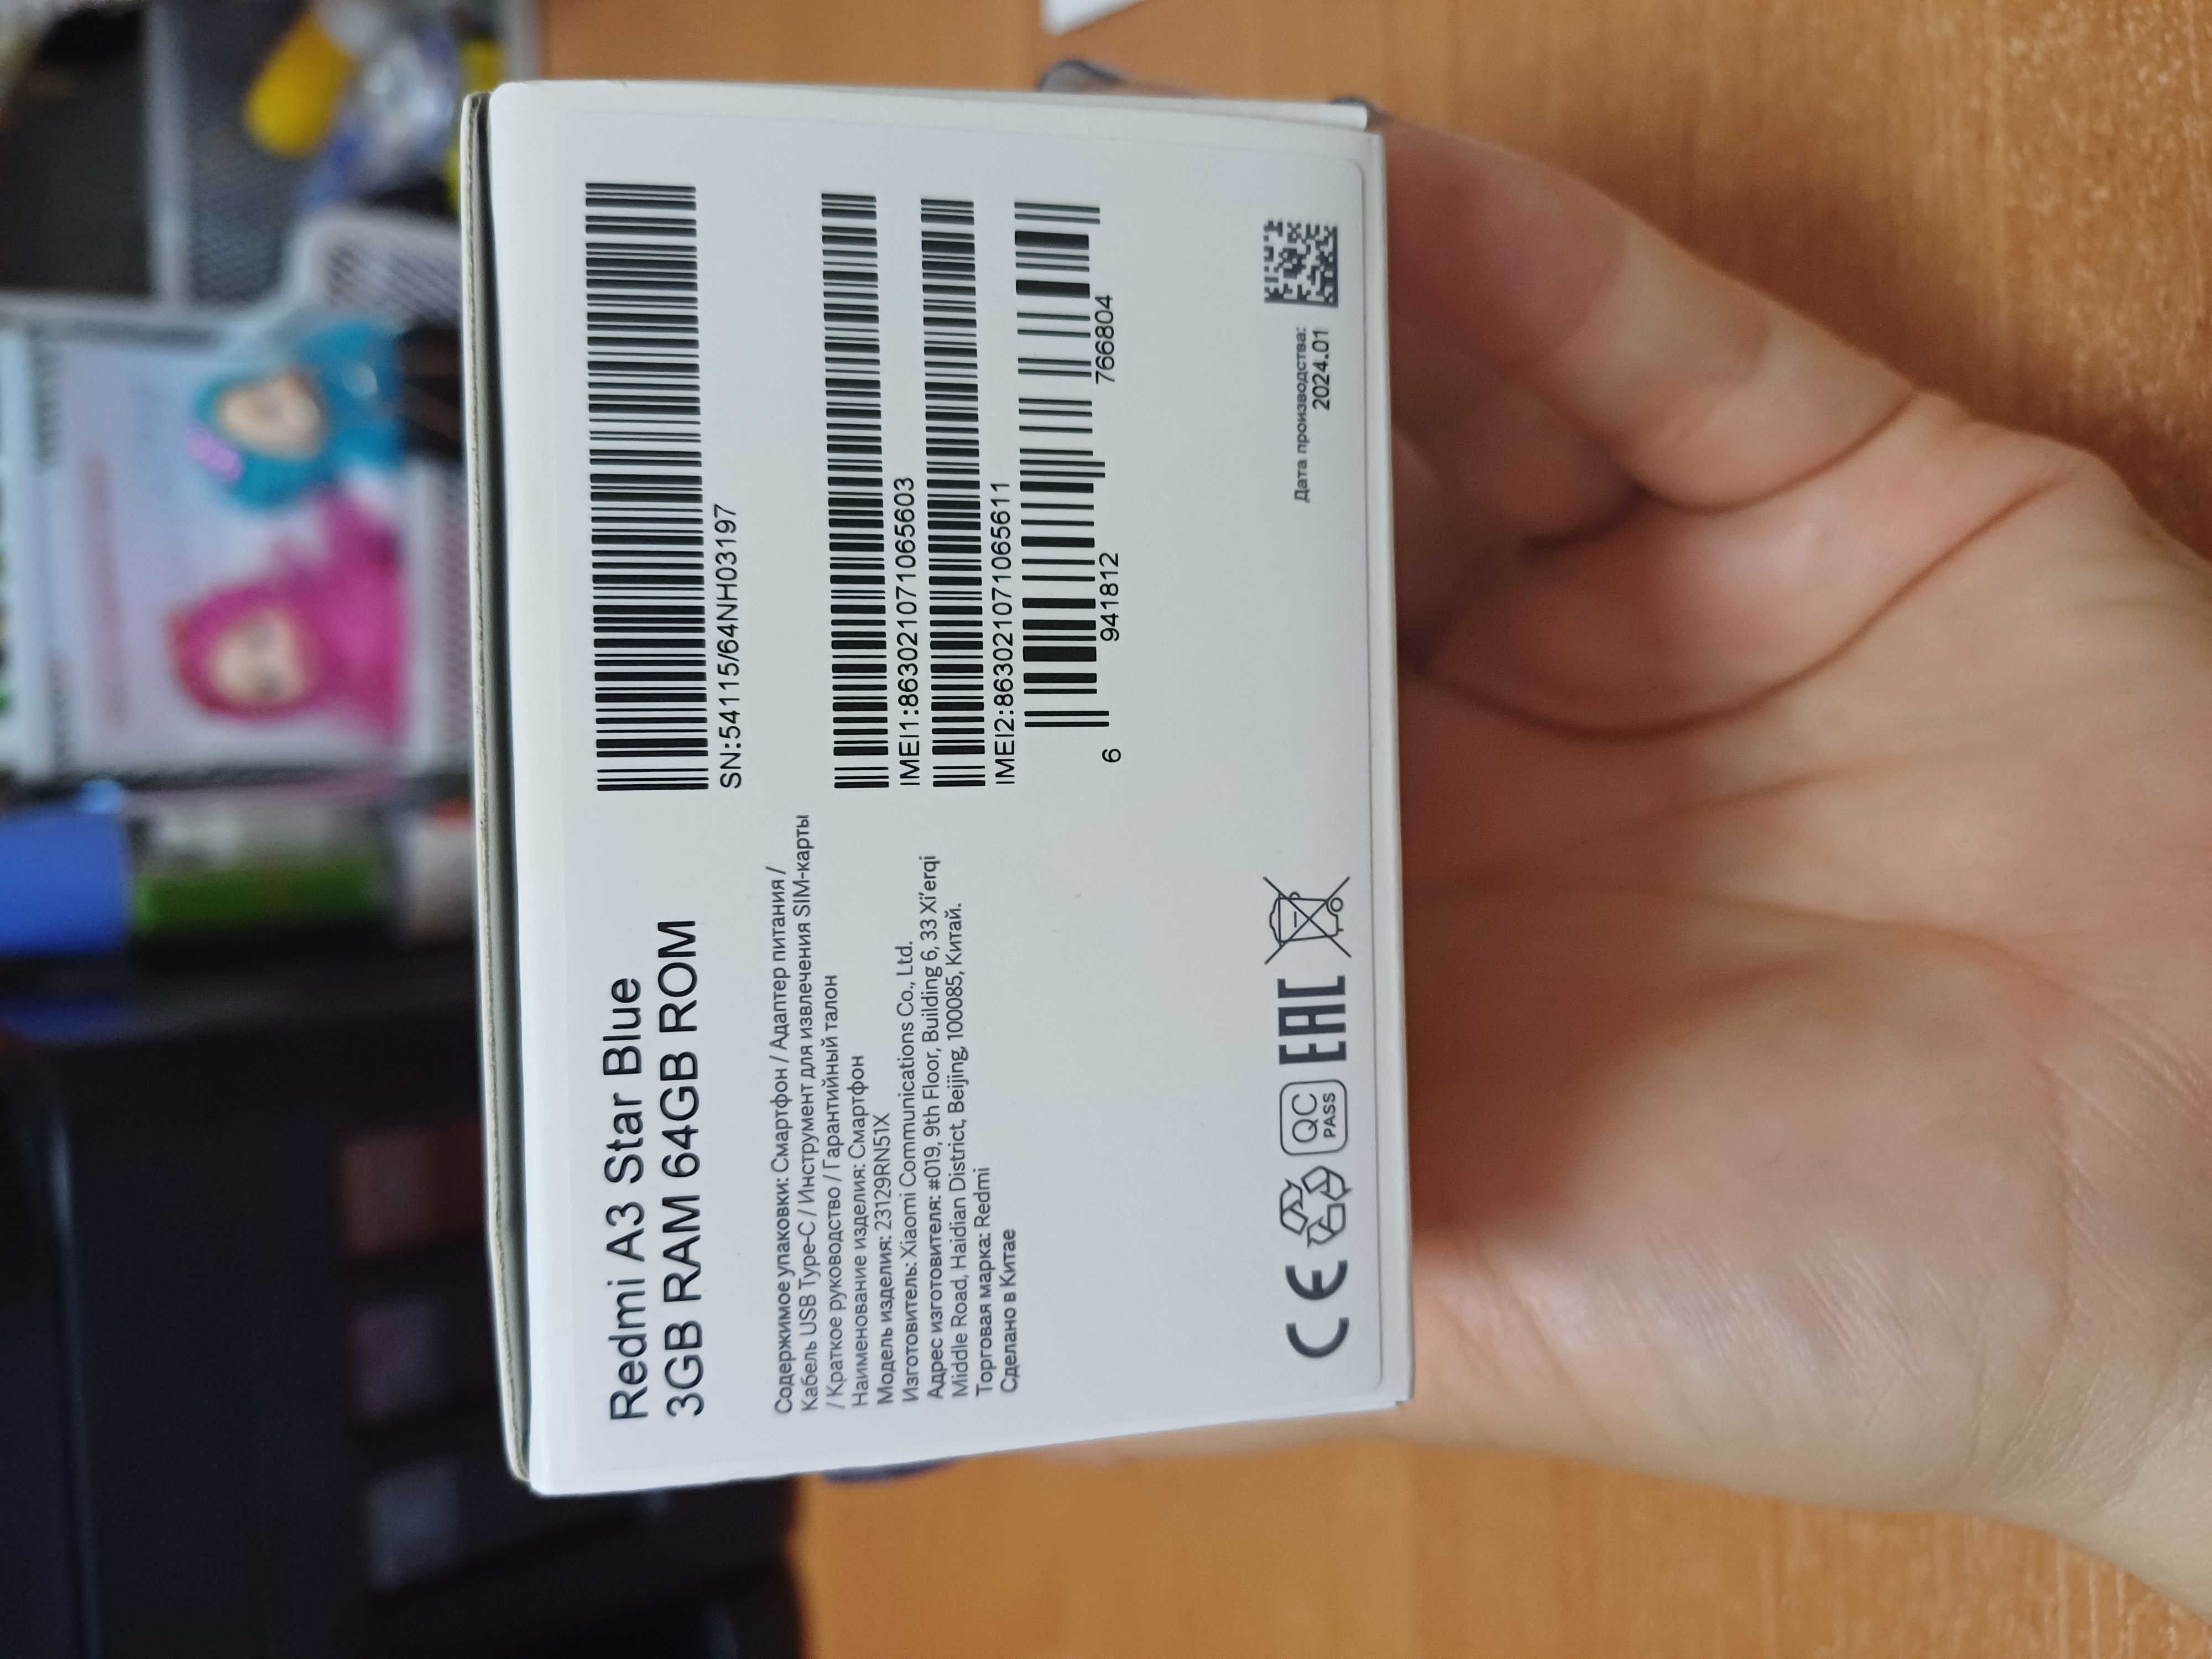 Redmi A3 Star Blue
3GB RAM 64GB ROM
Содержимое упаковки: Смартфон / Адаптер питания /
Кабель USB Type-C / Инструмент для извлечения SIM-карты
/ Краткое руководство / Гарантийный талон
Наименование изделия: Смартфон
Модель изделия: 23129RN51X
Изготовитель: Xiaomi Communications Co., Ltd.
Адрес изготовителя: #019, 9th Floor, Building 6, 33 Xi'erqi
Middle Road, Haidian District, Beijing, 100085, Китай.
Торговая марка: Redmi
Сделано в Китае
SN:54115/64NH03197
IMEI1:863021071065603
IMEI2:863021071065611
6 941812 766804
CE QC PASS EAC
Дата производства:
2024.01